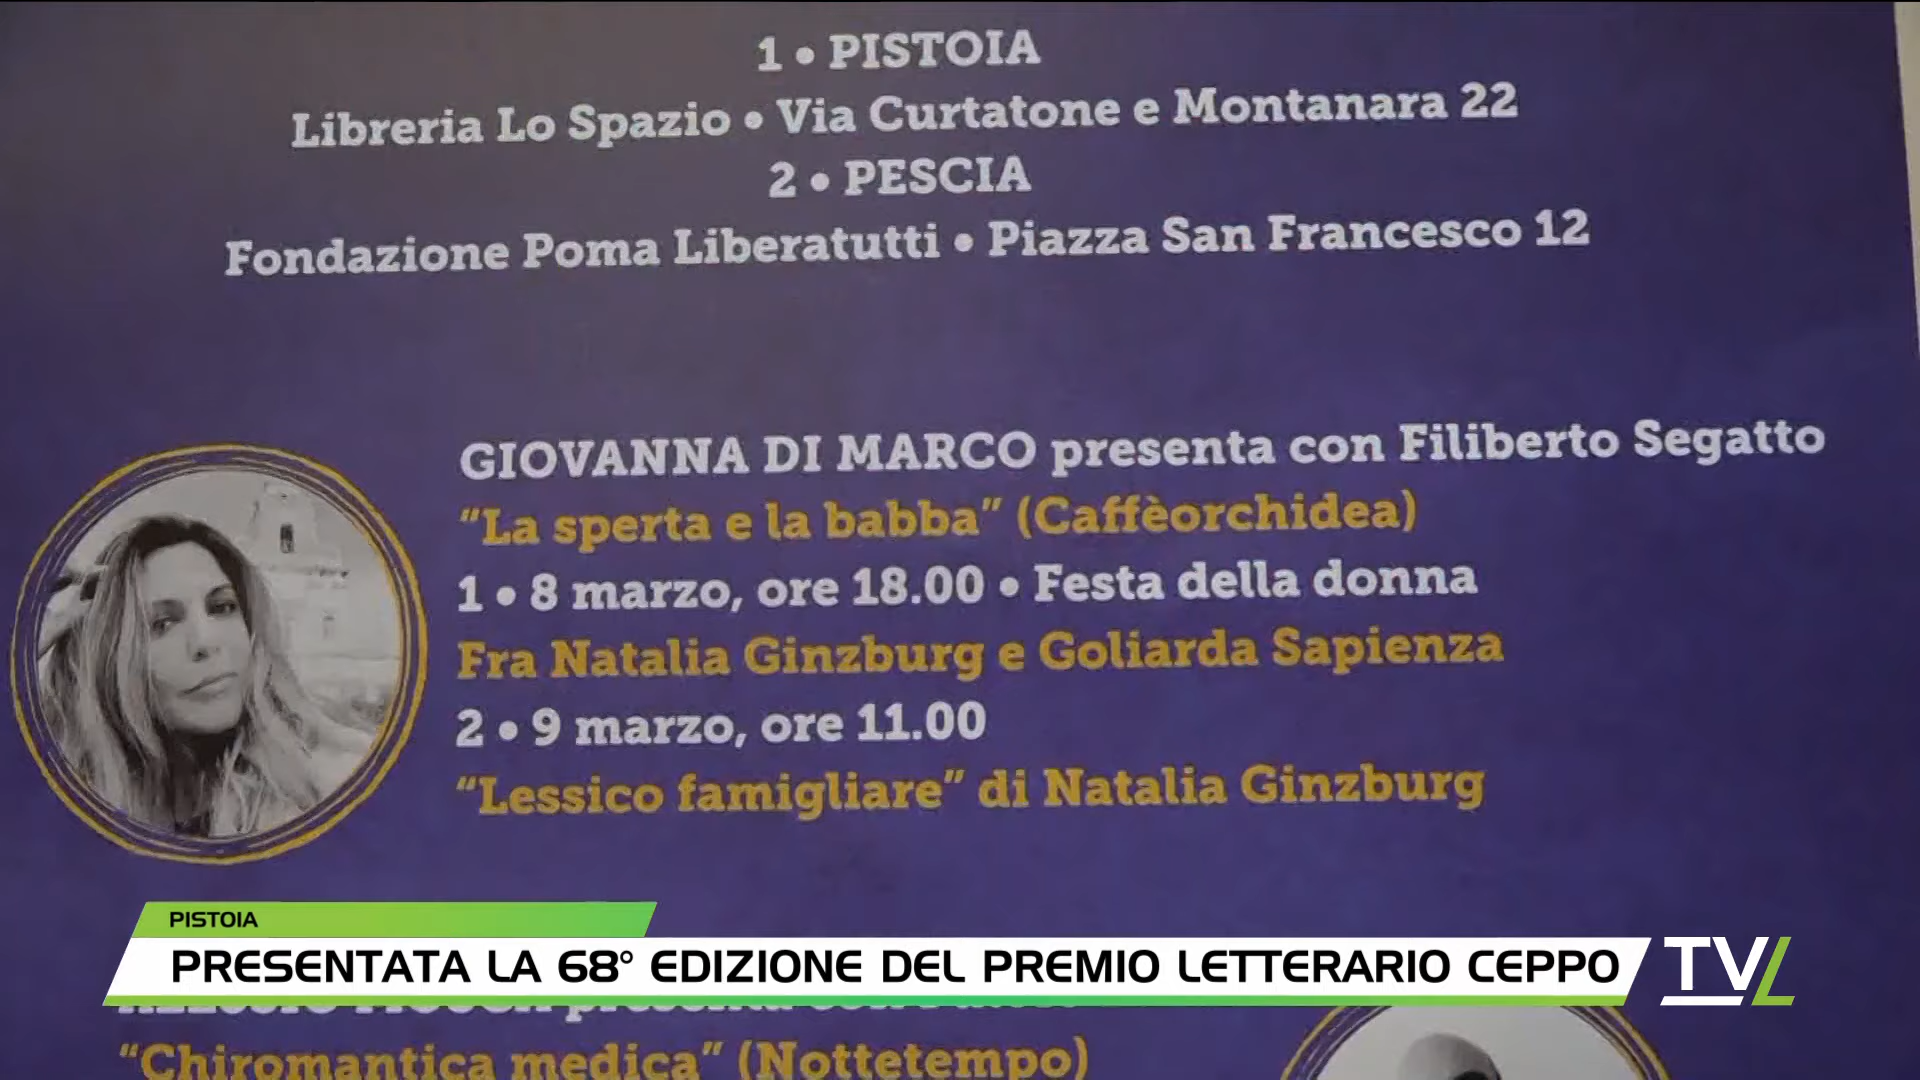 1 • PISTOIA
Libreria Lo Spazio • Via Curtatone e Montanara 22
2 • PESCIA
Fondazione Poma Liberatutti • Piazza San Francesco 12
GIOVANNA DI MARCO presenta con Filiberto Segatto
“La sperta e la babba” (Caffèorchidea)
1 • 8 marzo, ore 18.00 • Festa della donna
Fra Natalia Ginzburg e Goliarda Sapienza
2 • 9 marzo, ore 11.00
“Lessico famigliare” di Natalia Ginzburg
PISTOIA
PRESENTATA LA 68° EDIZIONE DEL PREMIO LETTERARIO CEPPO
TVL
“Chiromantica medica” (Nottetempo)